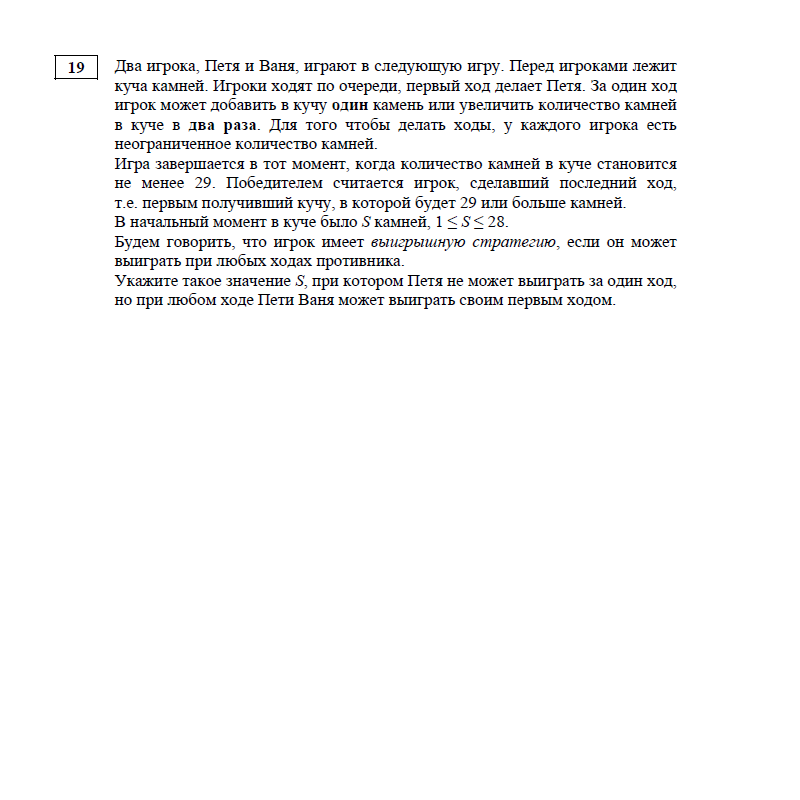 19
Два игрока, Петя и Ваня, играют в следующую игру. Перед игроками лежит
куча камней. Игроки ходят по очереди, первый ход делает Петя. За один ход
игрок может добавить в кучу один камень или увеличить количество камней
в куче в два раза. Для того чтобы делать ходы, у каждого игрока есть
неограниченное количество камней.
Игра завершается в тот момент, когда количество камней в куче становится
не менее 29. Победителем считается игрок, сделавший последний ход,
т.е. первым получивший кучу, в которой будет 29 или больше камней.
В начальный момент в куче было S камней, 1 ≤ S ≤ 28.
Будем говорить, что игрок имеет выигрышную стратегию, если он может
выиграть при любых ходах противника.
Укажите такое значение S, при котором Петя не может выиграть за один ход,
но при любом ходе Пети Ваня может выиграть своим первым ходом.